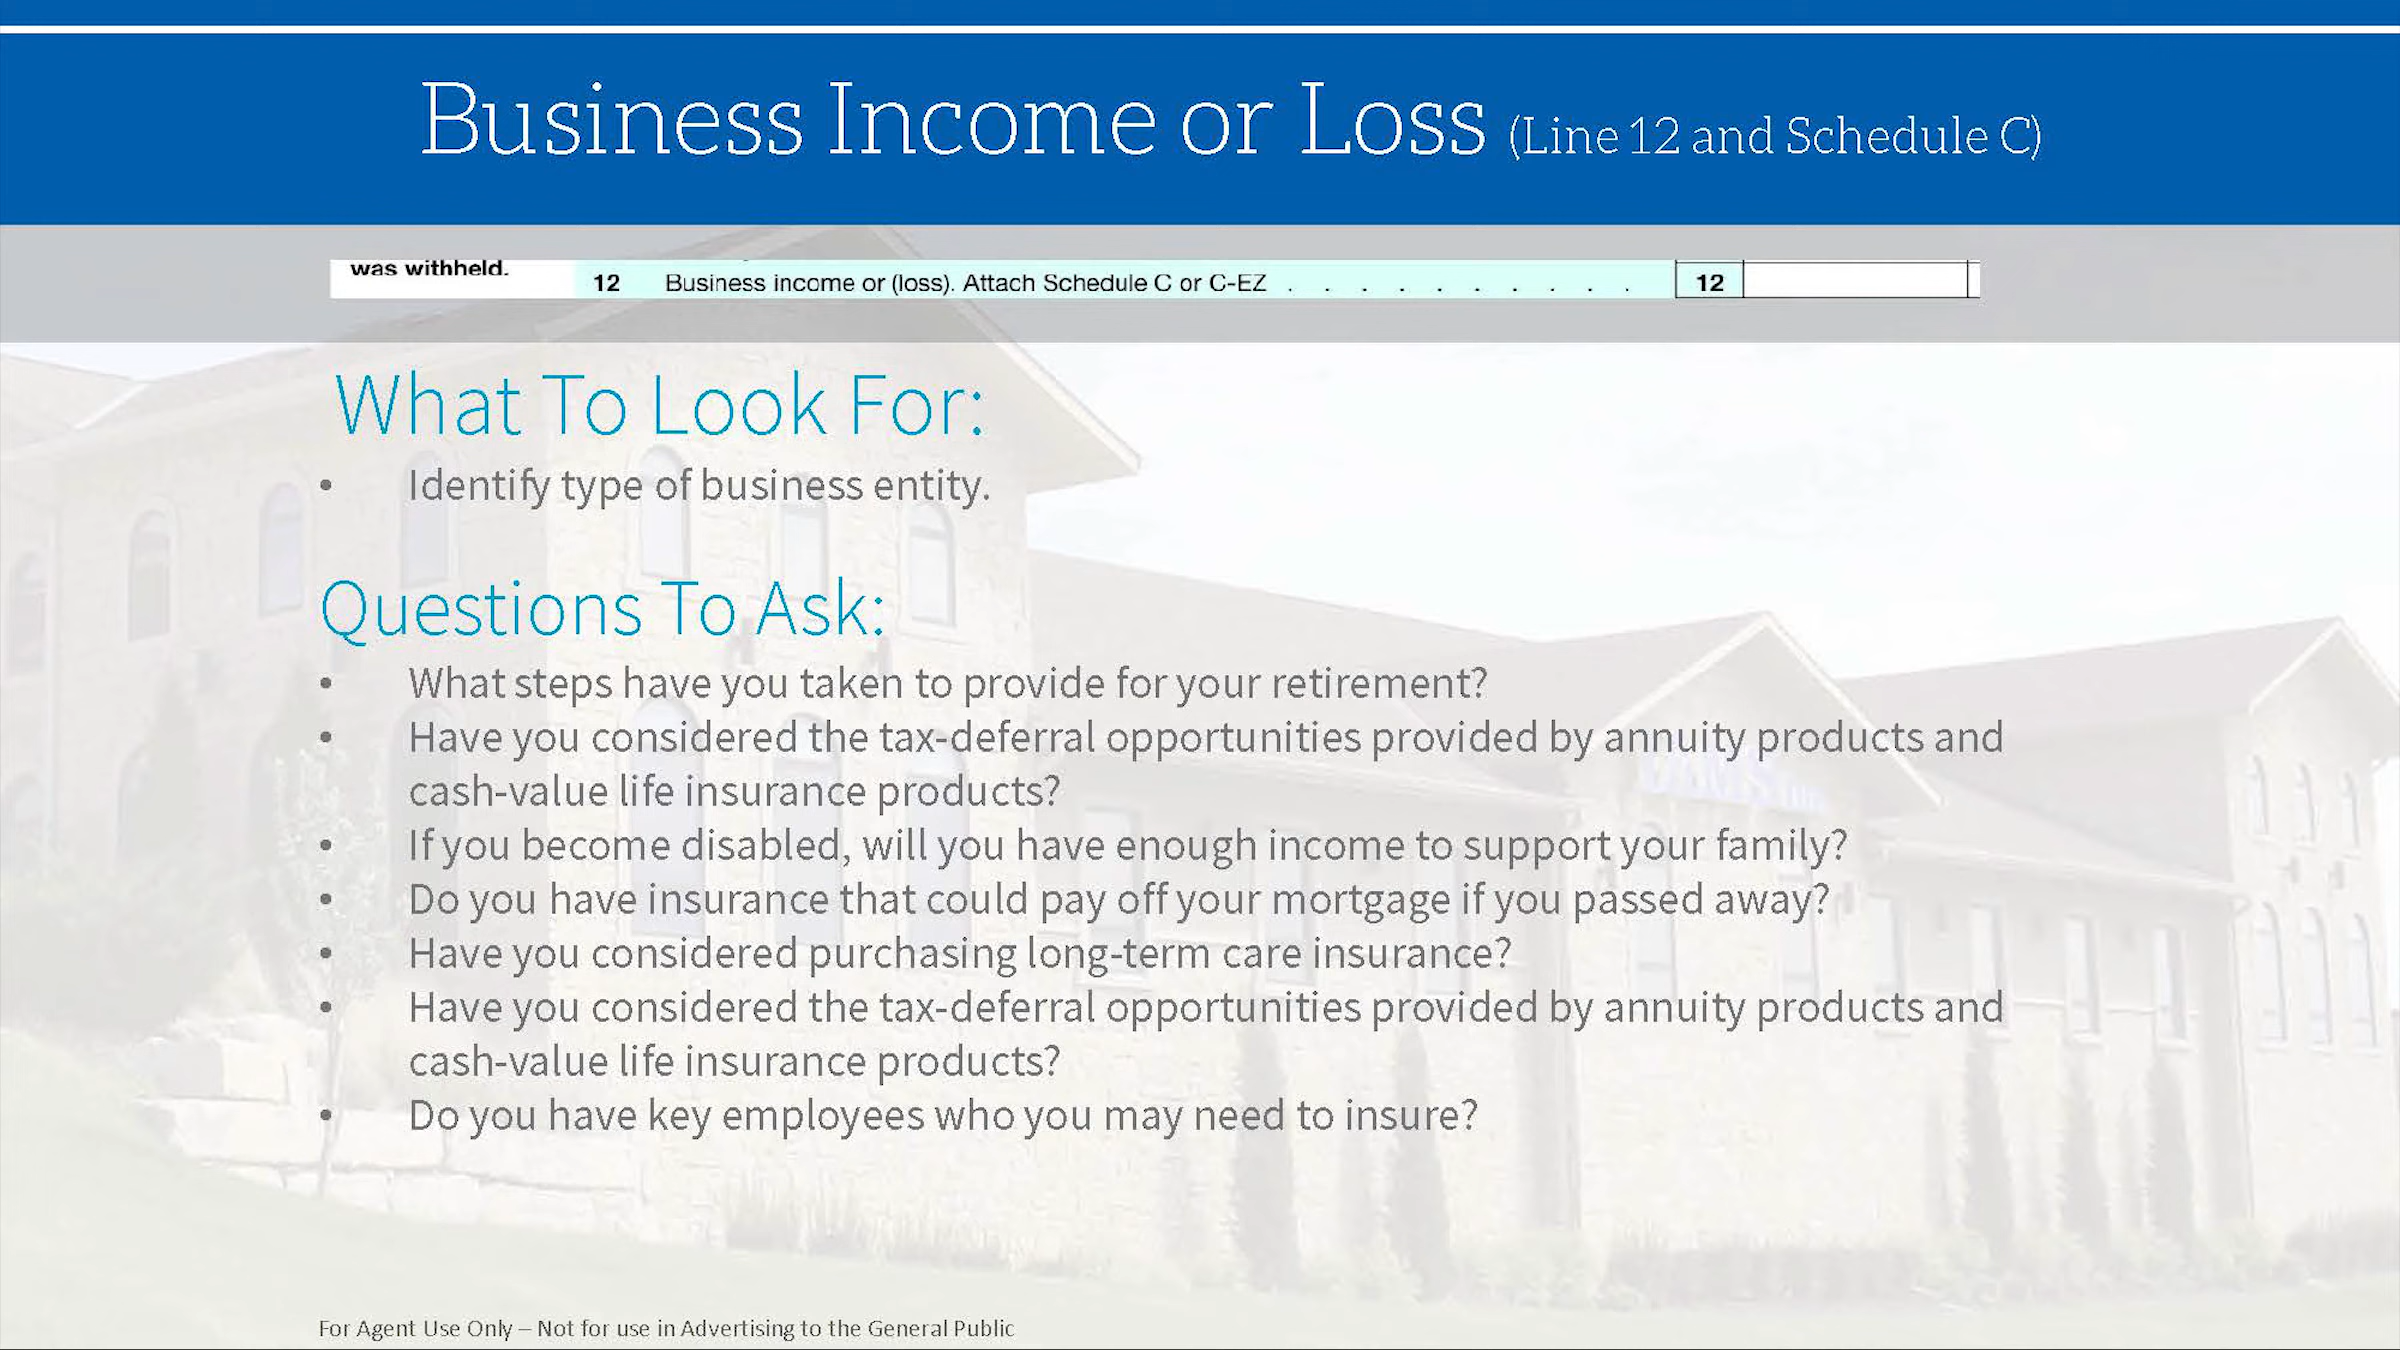 Business Income or Loss (Line 12 and Schedule C)
was withheld.
12 Business income or (loss). Attach Schedule C or C-EZ . . . . . . . . . . 12
What To Look For:
• Identify type of business entity.
Questions To Ask:
• What steps have you taken to provide for your retirement?
• Have you considered the tax-deferral opportunities provided by annuity products and
cash-value life insurance products?
• If you become disabled, will you have enough income to support your family?
• Do you have insurance that could pay off your mortgage if you passed away?
• Have you considered purchasing long-term care insurance?
• Have you considered the tax-deferral opportunities provided by annuity products and
cash-value life insurance products?
• Do you have key employees who you may need to insure?
For Agent Use Only – Not for use in Advertising to the General Public